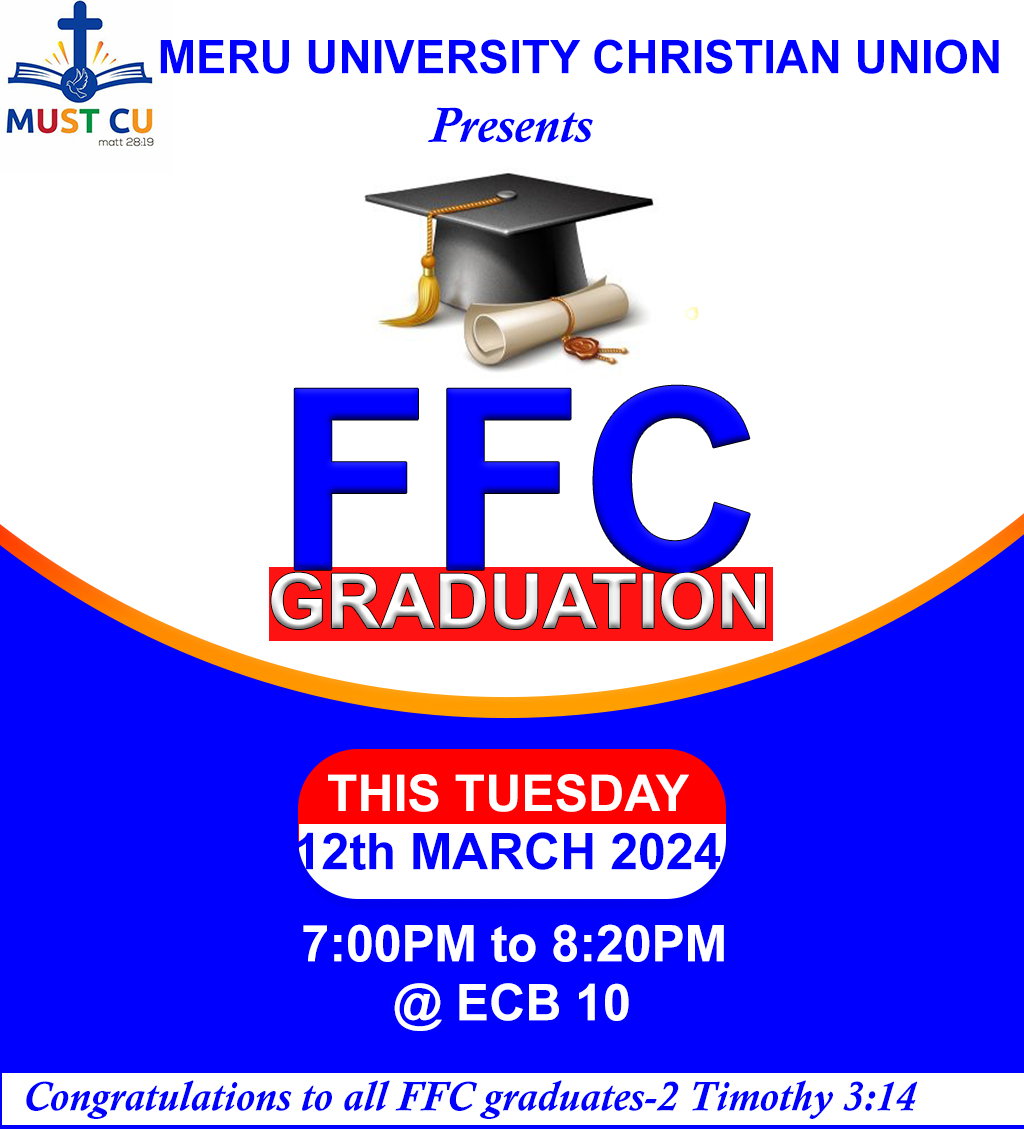 MERU UNIVERSITY CHRISTIAN UNION
MUST CU
matt 28:19
Presents
FFC
GRADUATION
THIS TUESDAY
12th MARCH 2024
7:00PM to 8:20PM
@ ECB 10
Congratulations to all FFC graduates-2 Timothy 3:14